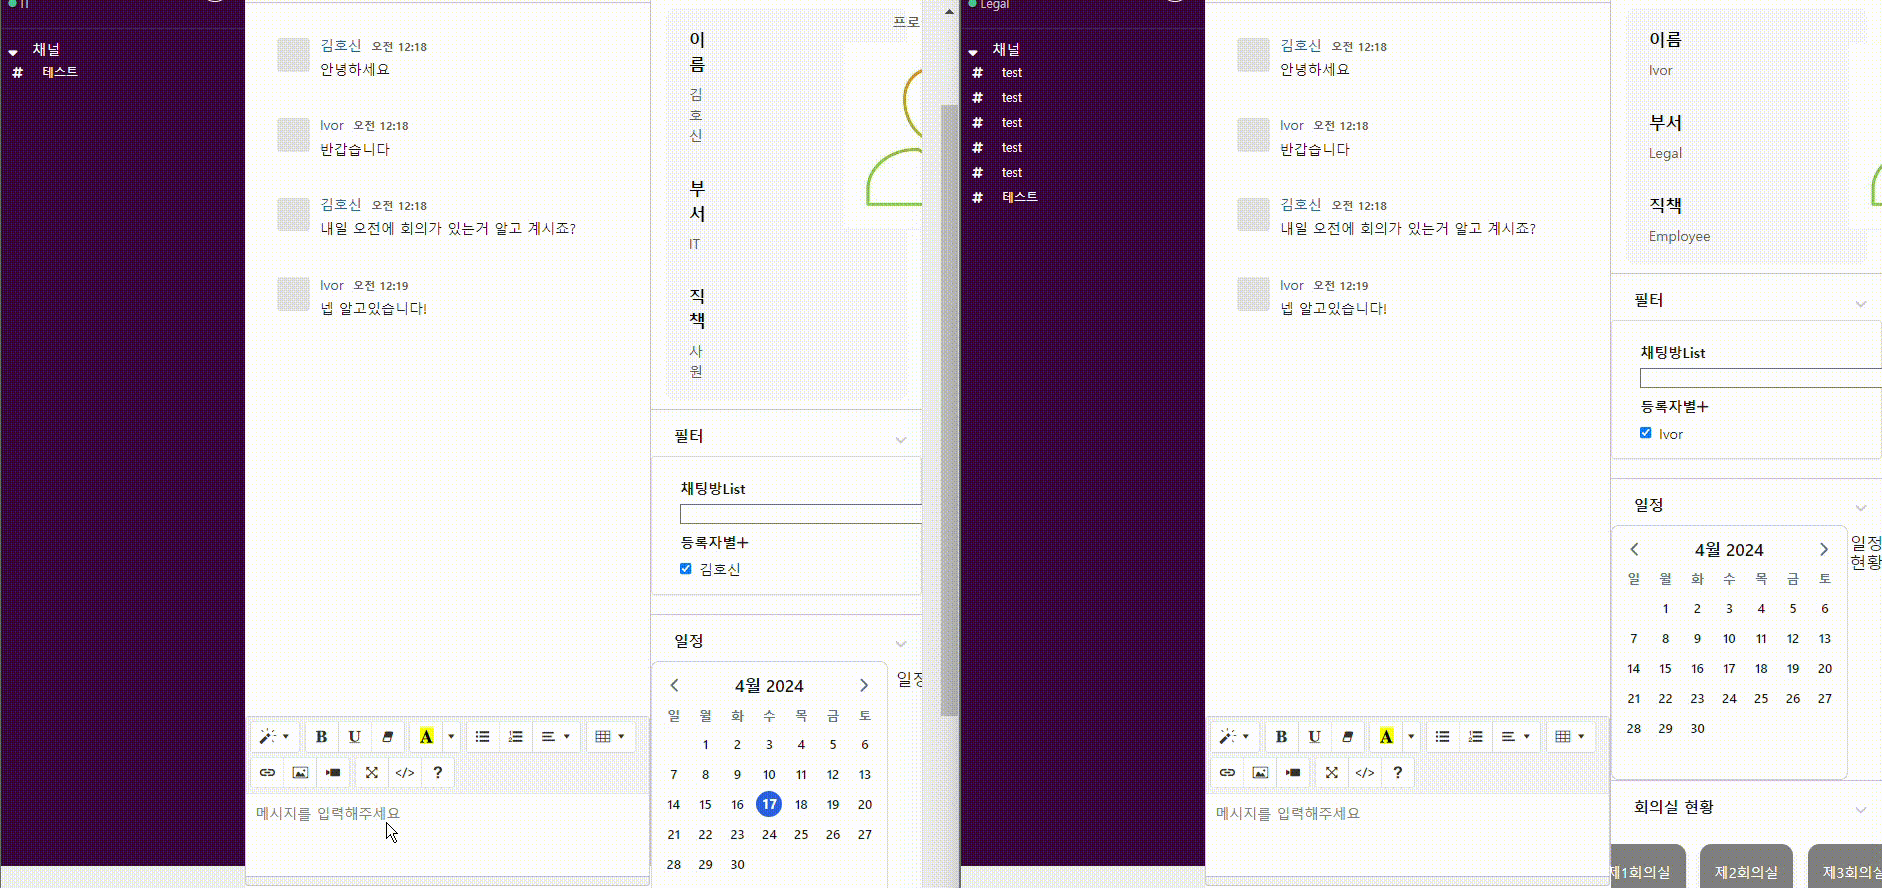 IT
채널
# 테스트
김호신 오전 12:18
안녕하세요
Ivor 오전 12:18
반갑습니다
김호신 오전 12:18
내일 오전에 회의가 있는거 알고 계시죠?
Ivor 오전 12:19
넵 알고있습니다!
B U A </> ?
메시지를 입력해주세요
프로
이
름
김
호
신
부
서
IT
직
책
사
원
필터
채팅방List
등록자별+
김호신
일정
4월 2024
일정
일 월 화 수 목 금 토
1 2 3 4 5 6
7 8 9 10 11 12 13
14 15 16 17 18 19 20
21 22 23 24 25 26 27
28 29 30
Legal
채널
# test
# test
# test
# test
# test
# 테스트
김호신 오전 12:18
안녕하세요
Ivor 오전 12:18
반갑습니다
김호신 오전 12:18
내일 오전에 회의가 있는거 알고 계시죠?
Ivor 오전 12:19
넵 알고있습니다!
B U A </> ?
메시지를 입력해주세요
이름
Ivor
부서
Legal
직책
Employee
필터
채팅방List
등록자별+
Ivor
일정
4월 2024
일정
현황
일 월 화 수 목 금 토
1 2 3 4 5 6
7 8 9 10 11 12 13
14 15 16 17 18 19 20
21 22 23 24 25 26 27
28 29 30
회의실 현황
제1회의실 제2회의실 제3회의실